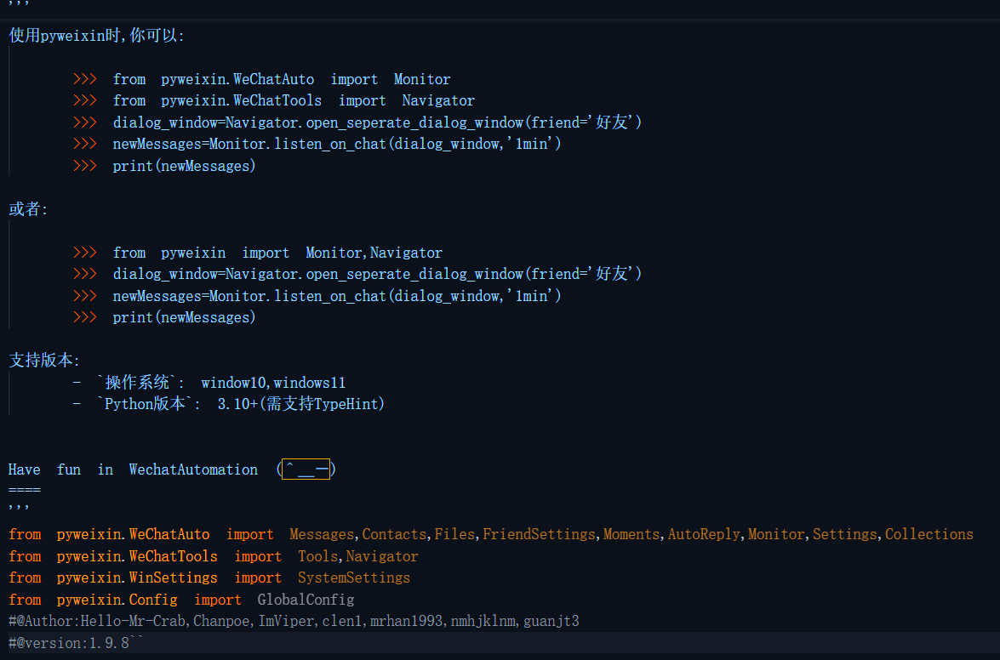 '''
使用pyweixin时,你可以:
>>> from pyweixin.WeChatAuto import Monitor
>>> from pyweixin.WeChatTools import Navigator
>>> dialog_window=Navigator.open_seperate_dialog_window(friend='好友')
>>> newMessages=Monitor.listen_on_chat(dialog_window,'1min')
>>> print(newMessages)
或者:
>>> from pyweixin import Monitor,Navigator
>>> dialog_window=Navigator.open_seperate_dialog_window(friend='好友')
>>> newMessages=Monitor.listen_on_chat(dialog_window,'1min')
>>> print(newMessages)
支持版本:
- `操作系统`: window10,windows11
- `Python版本`: 3.10+(需支持TypeHint)
Have fun in WechatAutomation (^__一)
====
'''
from pyweixin.WeChatAuto import Messages,Contacts,Files,FriendSettings,Moments,AutoReply,Monitor,Settings,Collections
from pyweixin.WeChatTools import Tools,Navigator
from pyweixin.WinSettings import SystemSettings
from pyweixin.Config import GlobalConfig
#@Author:Hello-Mr-Crab,Chanpoe,ImViper,clen1,mrhan1993,nmhjklnm,guanjt3
#@version:1.9.8``